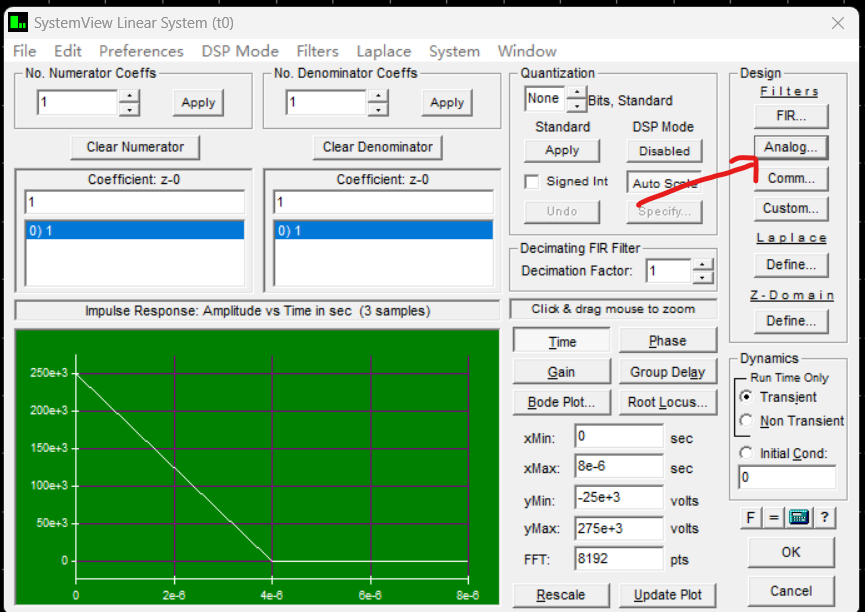 SystemView Linear System (t0)
File Edit Preferences DSP Mode Filters Laplace System Window
No. Numerator Coeffs
1
Apply
Clear Numerator
Coefficient: z-0
1
0) 1
No. Denominator Coeffs
1
Apply
Clear Denominator
Coefficient: z-0
1
0) 1
Quantization
None Bits, Standard
Standard DSP Mode
Apply Disabled
Signed Int Auto Scale
Undo Specify...
Decimating FIR Filter
Decimation Factor: 1
Design
Filters
FIR...
Analog...
Comm...
Custom...
Laplace
Define...
Z-Domain
Define...
Impulse Response: Amplitude vs Time in sec (3 samples)
250e+3
200e+3
150e+3
100e+3
50e+3
0
0 2e-6 4e-6 6e-6 8e-6
Click & drag mouse to zoom
Time Phase
Gain Group Delay
Bode Plot... Root Locus...
xMin: 0 sec
xMax: 8e-6 sec
yMin: -25e+3 volts
yMax: 275e+3 volts
FFT: 8192 pts
Rescale Update Plot
Dynamics
Run Time Only
Transient
Non Transient
Initial Cond:
0
F = ?
OK
Cancel